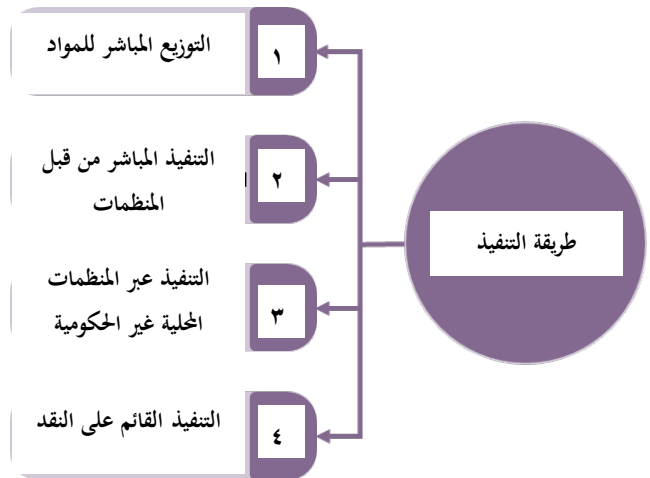 طريقة التنفيذ
١
التوزيع المباشر للمواد
٢
التنفيذ المباشر من قبل
المنظمات
٣
التنفيذ عبر المنظمات
المحلية غير الحكومية
٤
التنفيذ القائم على النقد